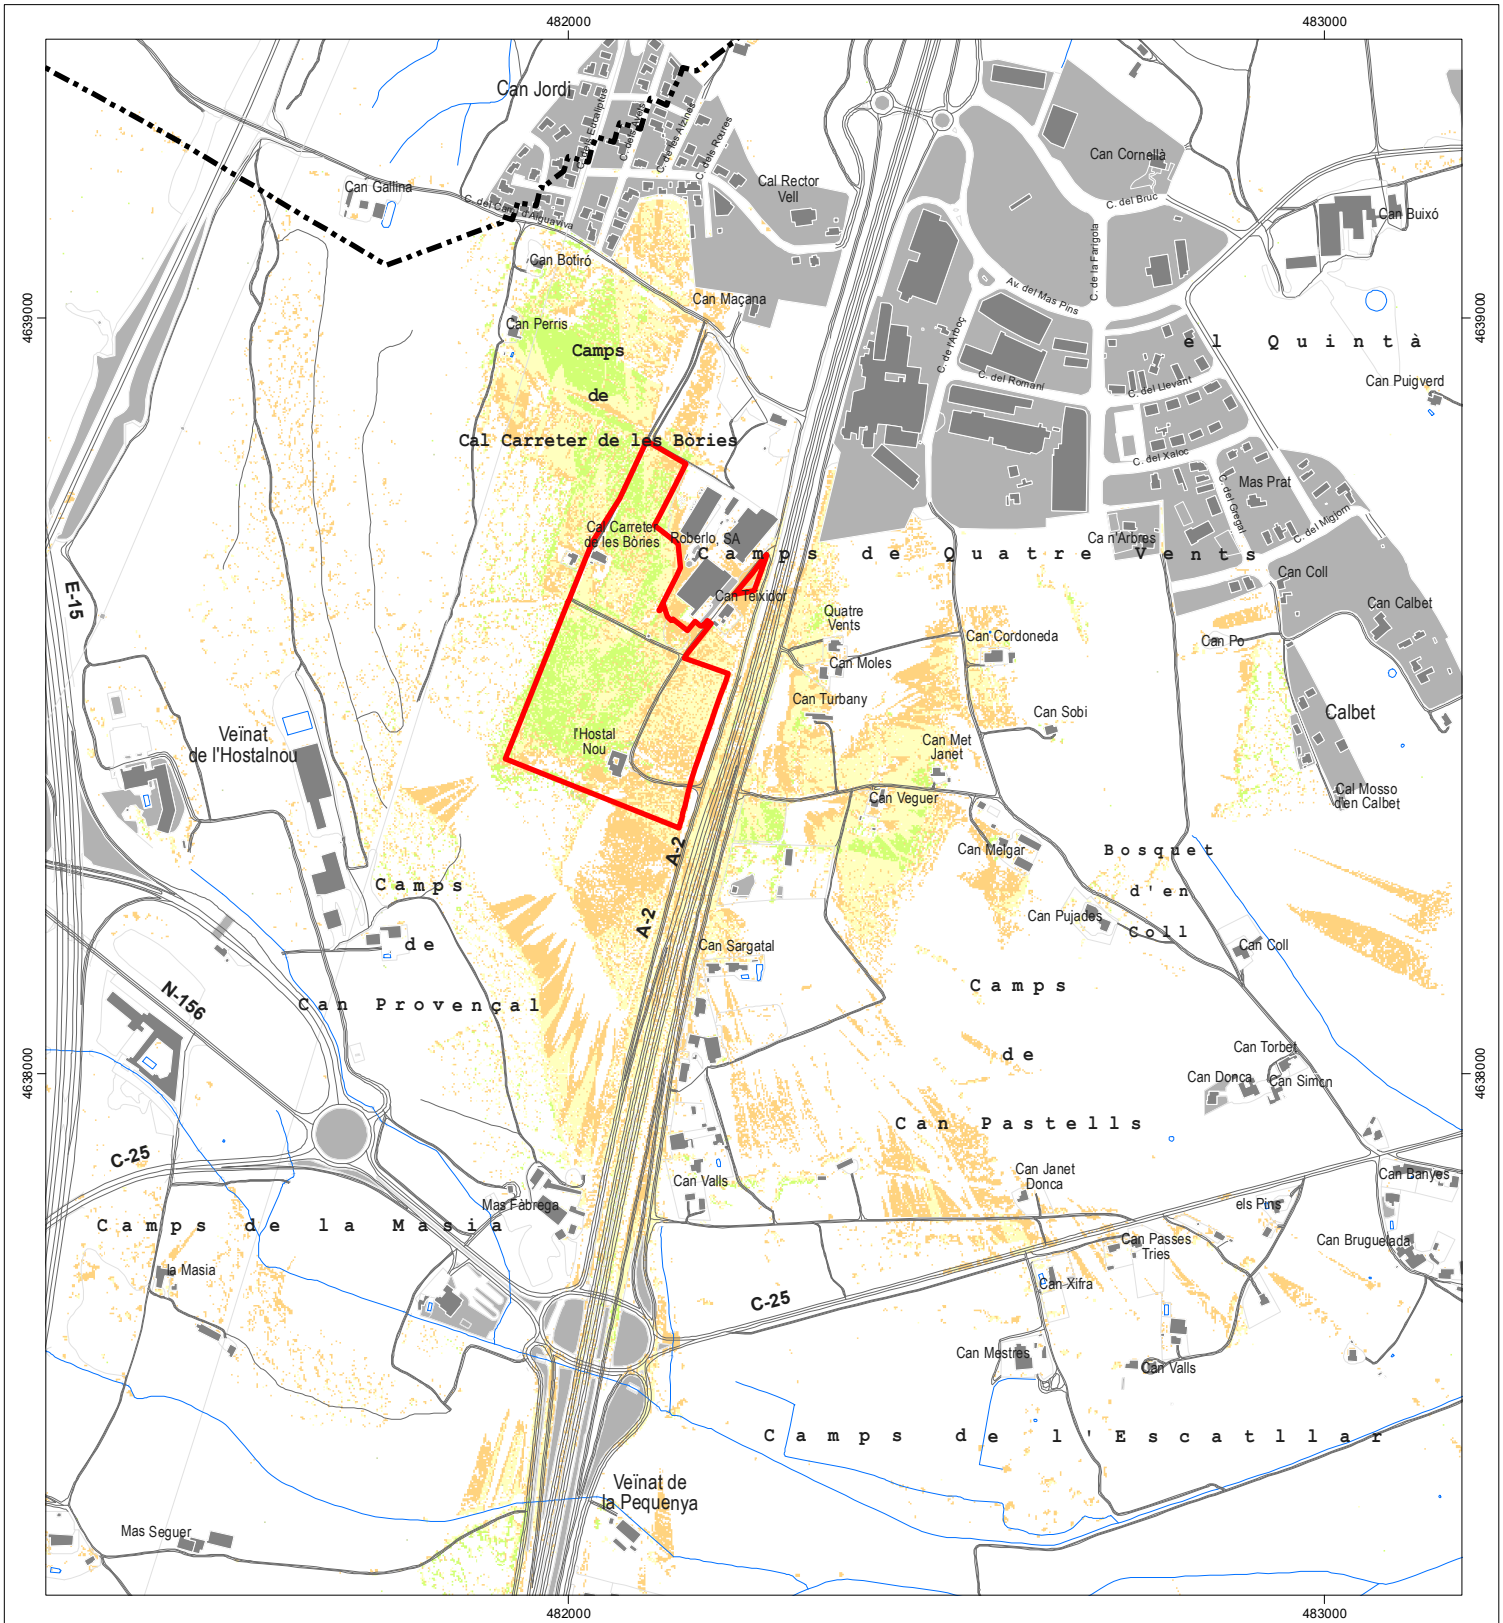 482000
483000
Can Jordi
C. dels Eucaliptus
C. dels Avets
C. de les Alzines
C. dels Roures
Can Gallina
C. del Camí d'Aiguaviva
Cal Rector
Vell
Can Cornellà
C. del Bruc
Can Buixó
C. de la Farigola
Can Botiró
Av. del Mas Pins
Can Maçana
4639000
4639000
Can Perris
C. de l'Arboç
el Quintà
Camps
de
Cal Carreter de les Bòries
C. del Romaní
C. del Llevant
Can Puigverd
C. del Xaloc
C. del Gregal
Mas Prat
C. del Migjorn
Cal Carreter
de les Bòries
Roberlo, SA
Camps de Quatre Vents
Ca n'Arbres
Can Coll
E-15
Can Teixidor
Quatre
Vents
Can Calbet
Can Cordoneda
Can Po
Can Moles
Can Turbany
Can Sobi
Calbet
Veïnat
de l'Hostalnou
l'Hostal
Nou
Can Met
Janet
Can Veguer
Cal Mosso
d'en Calbet
A-2
Can Melgar
Bosquet
d'en
Coll
Camps
de
Can Provençal
A-2
Can Pujades
Can Sargatal
Can Coll
N-156
Camps
de
Can Pastells
Can Torbet
Can Donca
Can Simon
4638000
4638000
C-25
Can Valls
Can Janet
Donca
Can Banyes
Mas Fàbrega
els Pins
Camps de la Masia
Can Passes
Tries
Can Bruguelada
la Masia
Can Xifra
C-25
Can Mestres
Can Valls
Camps de l'Escatllar
Veïnat de
la Pequenya
Mas Seguer
482000
483000